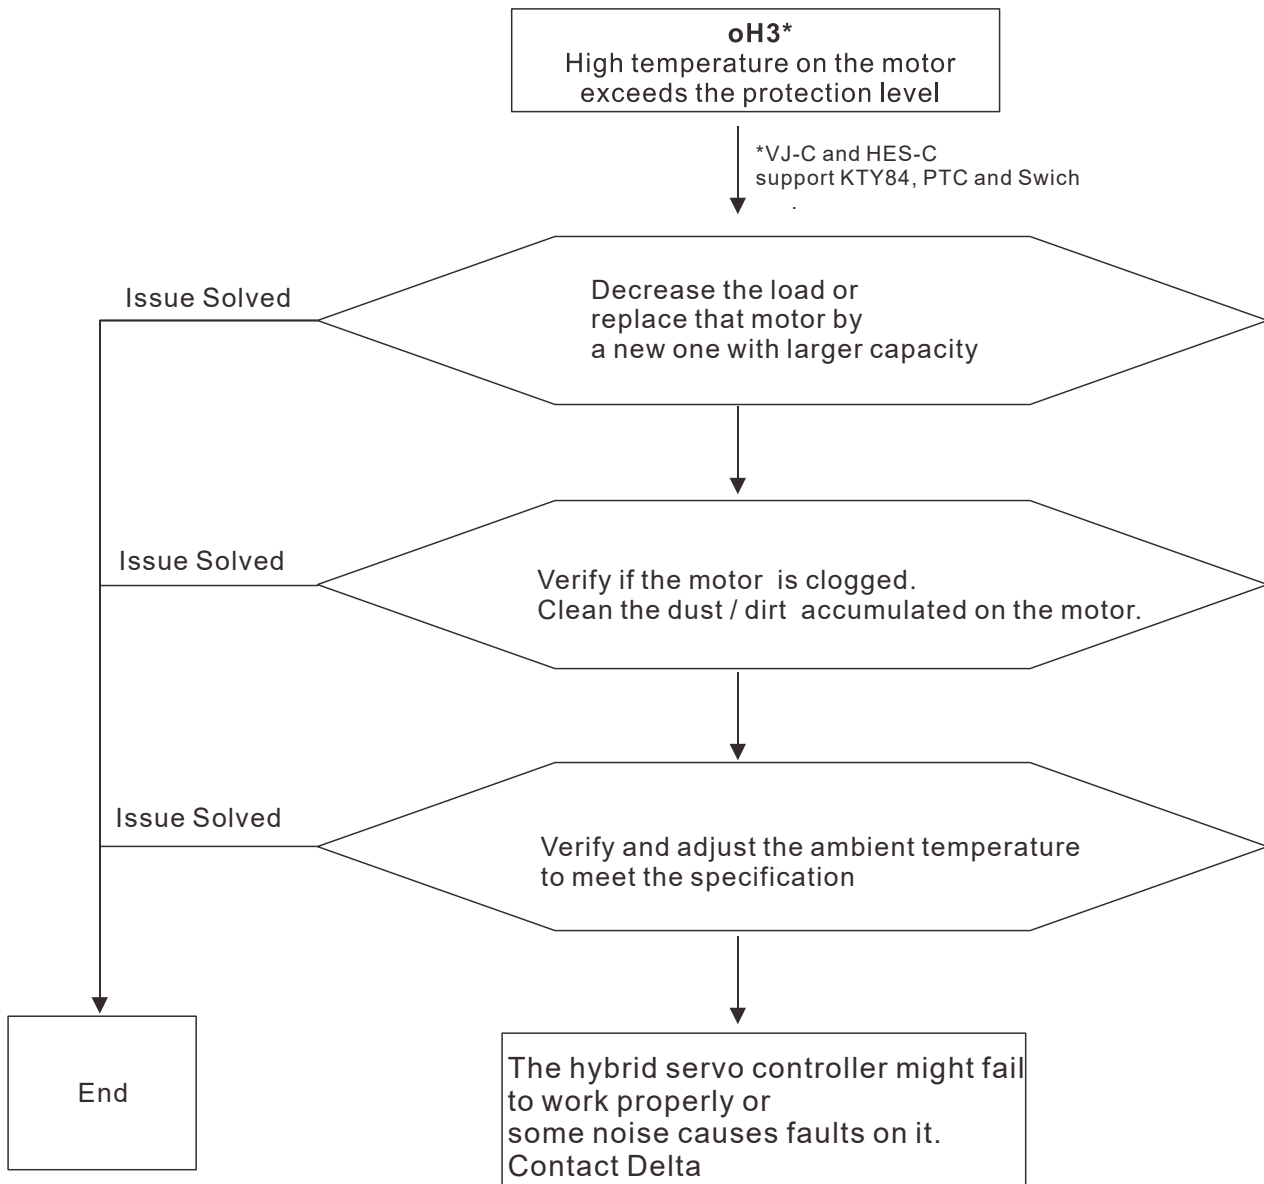 oH3*
High temperature on the motor
exceeds the protection level
*VJ-C and HES-C
support KTY84, PTC and Swich
.
Issue Solved
Decrease the load or
replace that motor by
a new one with larger capacity
Issue Solved
Verify if the motor is clogged.
Clean the dust / dirt accumulated on the motor.
Issue Solved
Verify and adjust the ambient temperature
to meet the specification
End
The hybrid servo controller might fail
to work properly or
some noise causes faults on it.
Contact Delta